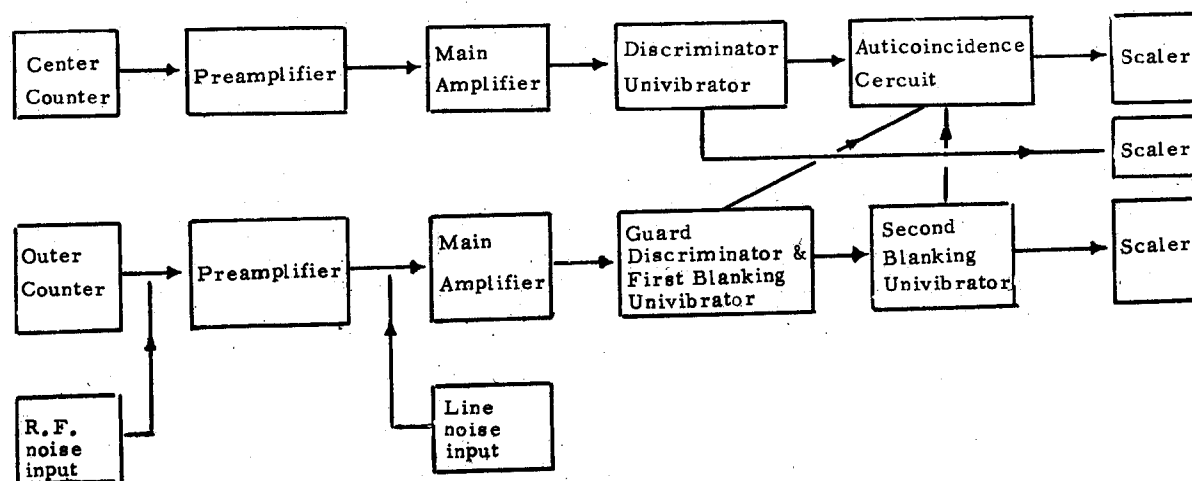 Center
Counter
Preamplifier
Main
Amplifier
Discriminator
Univibrator
Auticoincidence
Cercuit
Scaler
Scaler
Outer
Counter
Preamplifier
Main
Amplifier
Guard
Discriminator &
First Blanking
Univibrator
Second
Blanking
Univibrator
Scaler
R.F.
noise
input
Line
noise
input